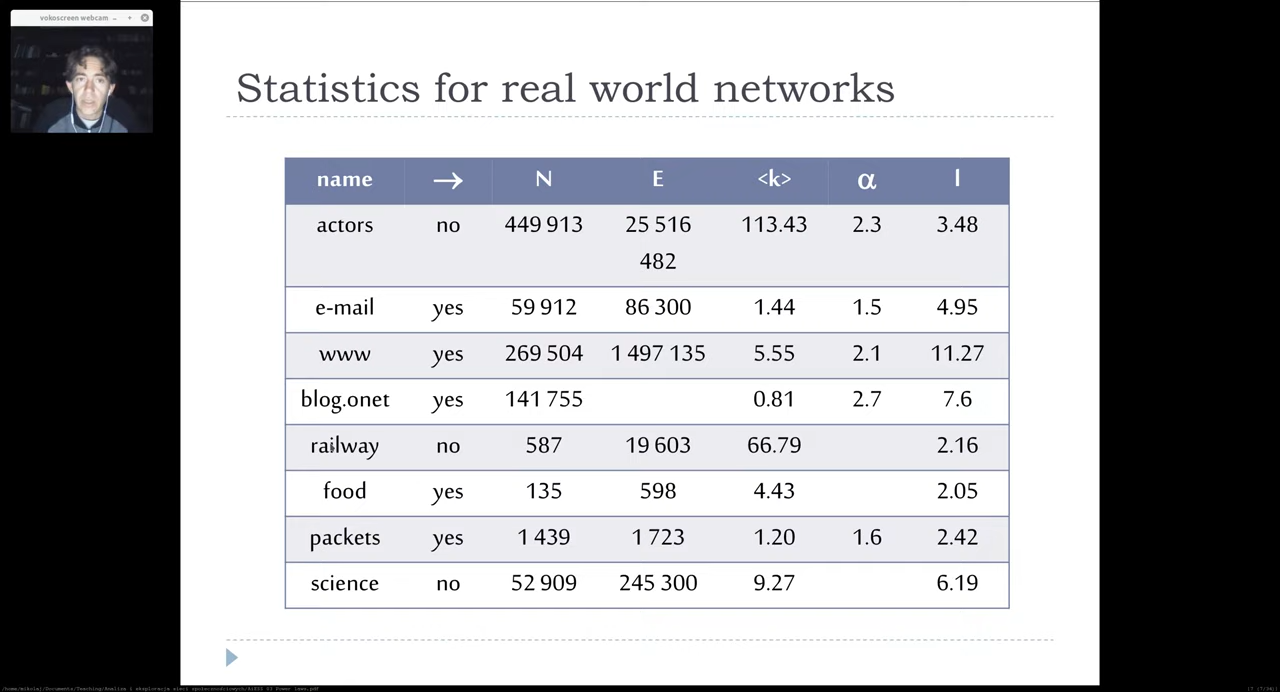 vokoscreen webcam
Statistics for real world networks
name → N E <k> α l
actors no 449 913 25 516 482 113.43 2.3 3.48
e-mail yes 59 912 86 300 1.44 1.5 4.95
www yes 269 504 1 497 135 5.55 2.1 11.27
blog.onet yes 141 755 0.81 2.7 7.6
railway no 587 19 603 66.79 2.16
food yes 135 598 4.43 2.05
packets yes 1 439 1 723 1.20 1.6 2.42
science no 52 909 245 300 9.27 6.19